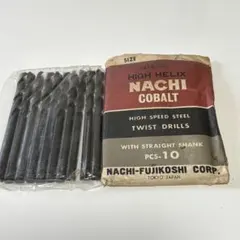 SIZE
HIGH HELIX
NACHI
COBALT
HIGH SPEED STEEL
TWIST DRILLS
WITH STRAIGHT SHANK
PCS-10
NACHI-FUJIKOSHI CORP.
TOKYO JAPAN